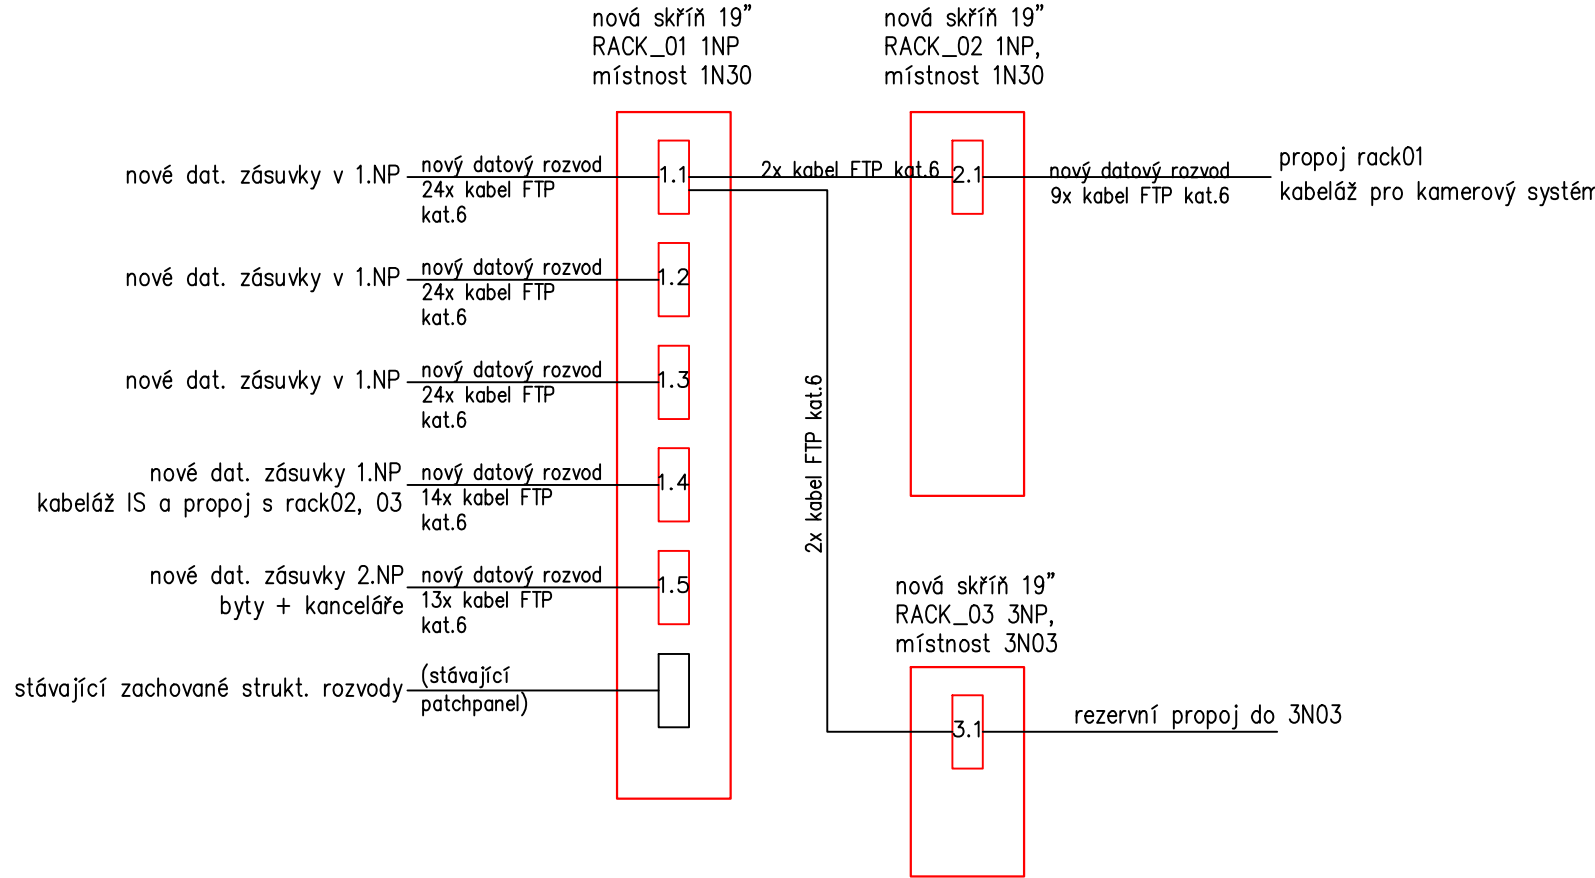 nová skříň 19”
RACK_01 1NP
místnost 1N30
nová skříň 19”
RACK_02 1NP,
místnost 1N30
nové dat. zásuvky v 1.NP
nový datový rozvod
24x kabel FTP
kat.6
1.1
2x kabel FTP kat.6
2.1
nový datový rozvod
9x kabel FTP kat.6
propoj rack01
kabeláž pro kamerový systém
nové dat. zásuvky v 1.NP
nový datový rozvod
24x kabel FTP
kat.6
1.2
nové dat. zásuvky v 1.NP
nový datový rozvod
24x kabel FTP
kat.6
1.3
2x kabel FTP kat.6
nové dat. zásuvky 1.NP
kabeláž IS a propoj s rack02, 03
nový datový rozvod
14x kabel FTP
kat.6
1.4
nové dat. zásuvky 2.NP
byty + kanceláře
nový datový rozvod
13x kabel FTP
kat.6
1.5
nová skříň 19”
RACK_03 3NP,
místnost 3N03
stávající zachované strukt. rozvody
(stávající
patchpanel)
3.1
rezervní propoj do 3N03